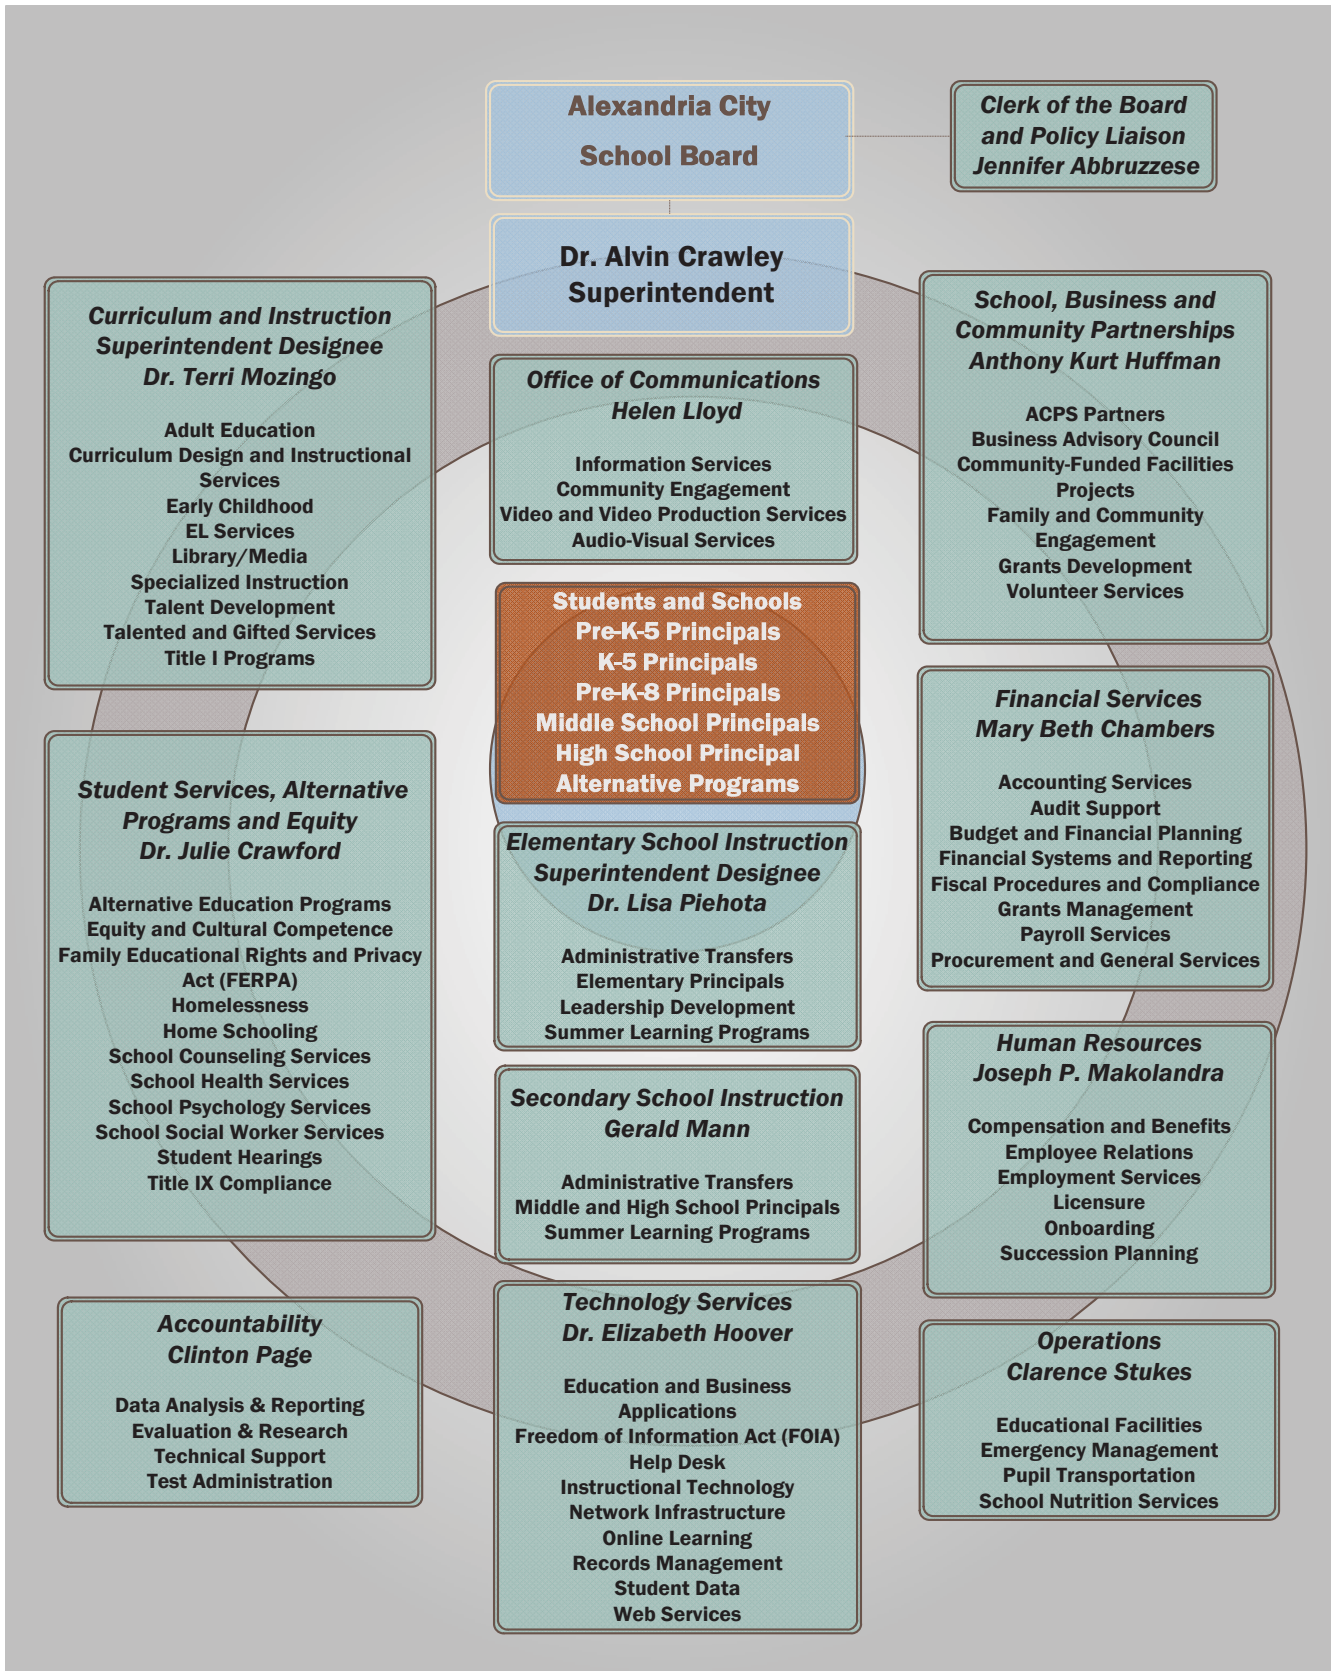 Alexandria City
School Board
Clerk of the Board
and Policy Liaison
Jennifer Abbruzzese
Dr. Alvin Crawley
Superintendent
Curriculum and Instruction
Superintendent Designee
Dr. Terri Mozingo
Adult Education
Curriculum Design and Instructional
Services
Early Childhood
EL Services
Library/Media
Specialized Instruction
Talent Development
Talented and Gifted Services
Title I Programs
Student Services, Alternative
Programs and Equity
Dr. Julie Crawford
Alternative Education Programs
Equity and Cultural Competence
Family Educational Rights and Privacy
Act (FERPA)
Homelessness
Home Schooling
School Counseling Services
School Health Services
School Psychology Services
School Social Worker Services
Student Hearings
Title IX Compliance
Accountability
Clinton Page
Data Analysis & Reporting
Evaluation & Research
Technical Support
Test Administration
Office of Communications
Helen Lloyd
Information Services
Community Engagement
Video and Video Production Services
Audio-Visual Services
Students and Schools
Pre-K-5 Principals
K-5 Principals
Pre-K-8 Principals
Middle School Principals
High School Principal
Alternative Programs
Elementary School Instruction
Superintendent Designee
Dr. Lisa Piehota
Administrative Transfers
Elementary Principals
Leadership Development
Summer Learning Programs
Secondary School Instruction
Gerald Mann
Administrative Transfers
Middle and High School Principals
Summer Learning Programs
Technology Services
Dr. Elizabeth Hoover
Education and Business
Applications
Freedom of Information Act (FOIA)
Help Desk
Instructional Technology
Network Infrastructure
Online Learning
Records Management
Student Data
Web Services
School, Business and
Community Partnerships
Anthony Kurt Huffman
ACPS Partners
Business Advisory Council
Community-Funded Facilities
Projects
Family and Community
Engagement
Grants Development
Volunteer Services
Financial Services
Mary Beth Chambers
Accounting Services
Audit Support
Budget and Financial Planning
Financial Systems and Reporting
Fiscal Procedures and Compliance
Grants Management
Payroll Services
Procurement and General Services
Human Resources
Joseph P. Makolandra
Compensation and Benefits
Employee Relations
Employment Services
Licensure
Onboarding
Succession Planning
Operations
Clarence Stukes
Educational Facilities
Emergency Management
Pupil Transportation
School Nutrition Services